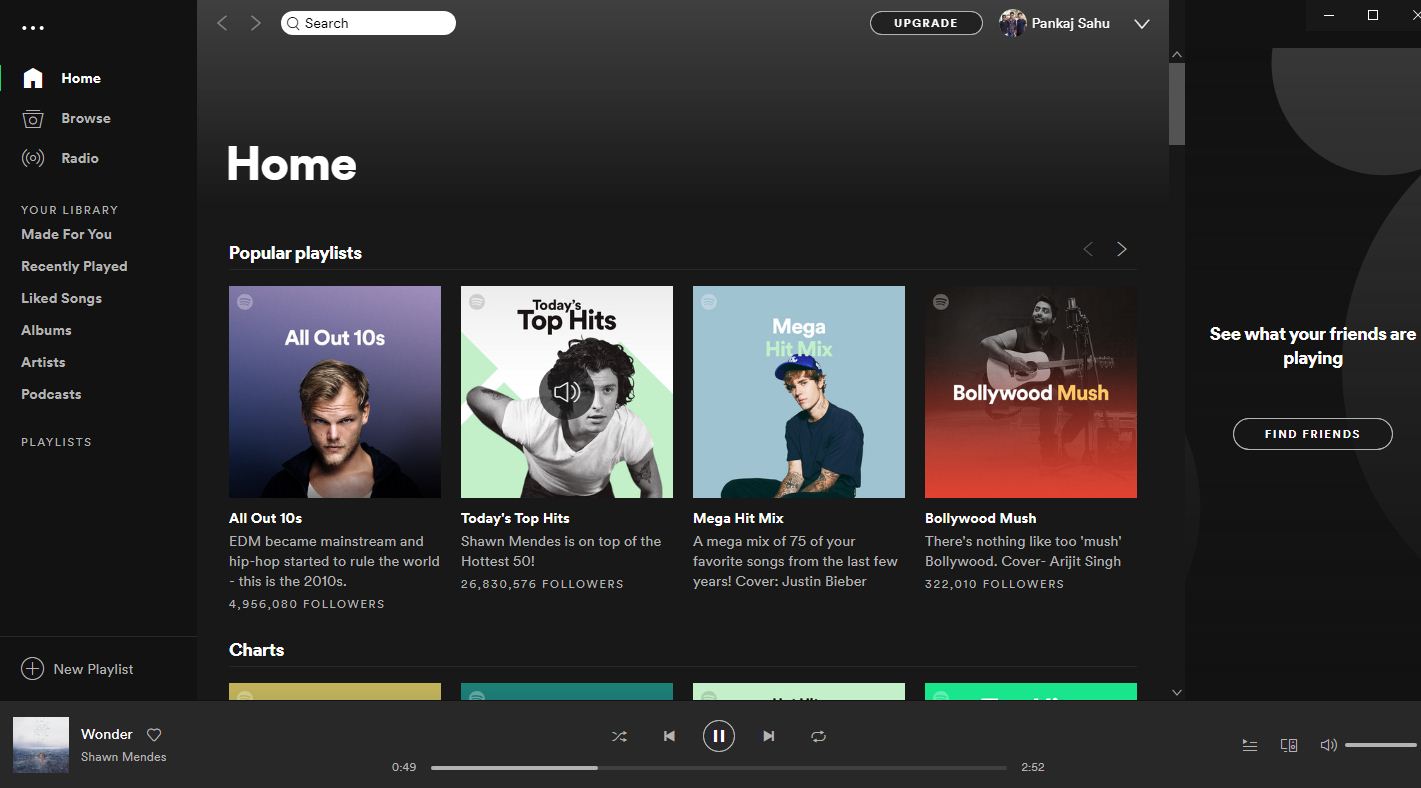 Search
UPGRADE
Pankaj Sahu
Home
Browse
Radio
YOUR LIBRARY
Made For You
Recently Played
Liked Songs
Albums
Artists
Podcasts
PLAYLISTS
New Playlist
Home
Popular playlists
All Out 10s
Today's
Top Hits
Mega
Hit Mix
Bollywood Mush
All Out 10s
EDM became mainstream and
hip-hop started to rule the world
- this is the 2010s.
4,956,080 FOLLOWERS
Today's Top Hits
Shawn Mendes is on top of the
Hottest 50!
26,830,576 FOLLOWERS
Mega Hit Mix
A mega mix of 75 of your
favorite songs from the last few
years! Cover: Justin Bieber
Bollywood Mush
There's nothing like too 'mush'
Bollywood. Cover- Arijit Singh
322,010 FOLLOWERS
Charts
See what your friends are
playing
FIND FRIENDS
Wonder
Shawn Mendes
0:49
2:52